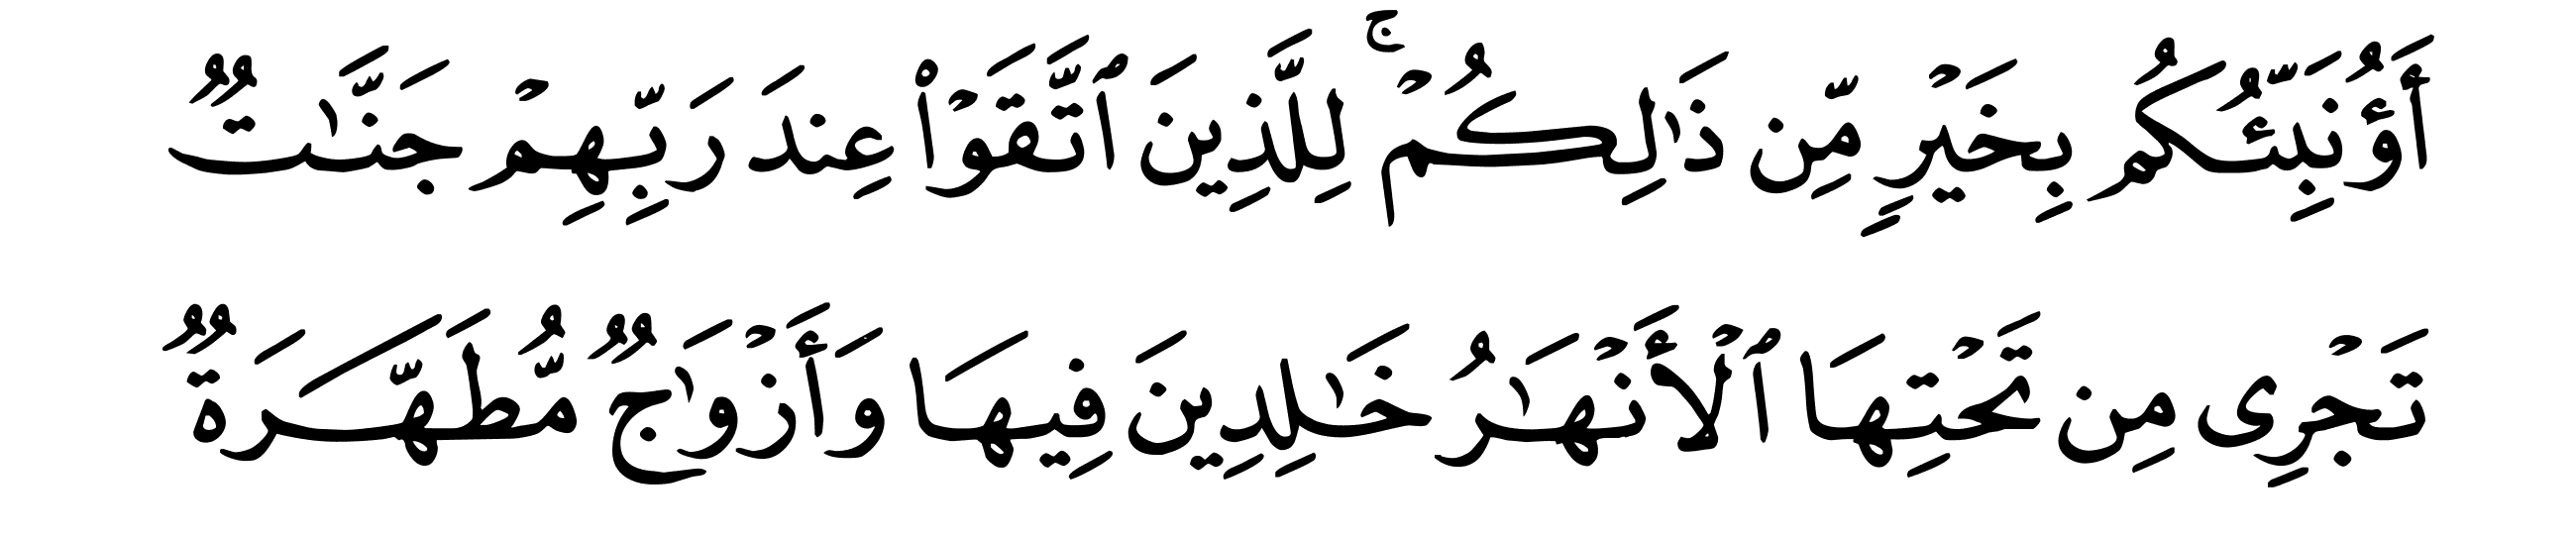 أَؤُنَبِّئُكُم بِخَيْرٍ مِّن ذَٰلِكُمْ ۚ لِلَّذِينَ ٱتَّقَوْا۟ عِندَ رَبِّهِمْ جَنَّـٰتٌ
تَجْرِى مِن تَحْتِهَا ٱلْأَنْهَـٰرُ خَـٰلِدِينَ فِيهَا وَأَزْوَٰجٌ مُّطَهَّرَةٌ